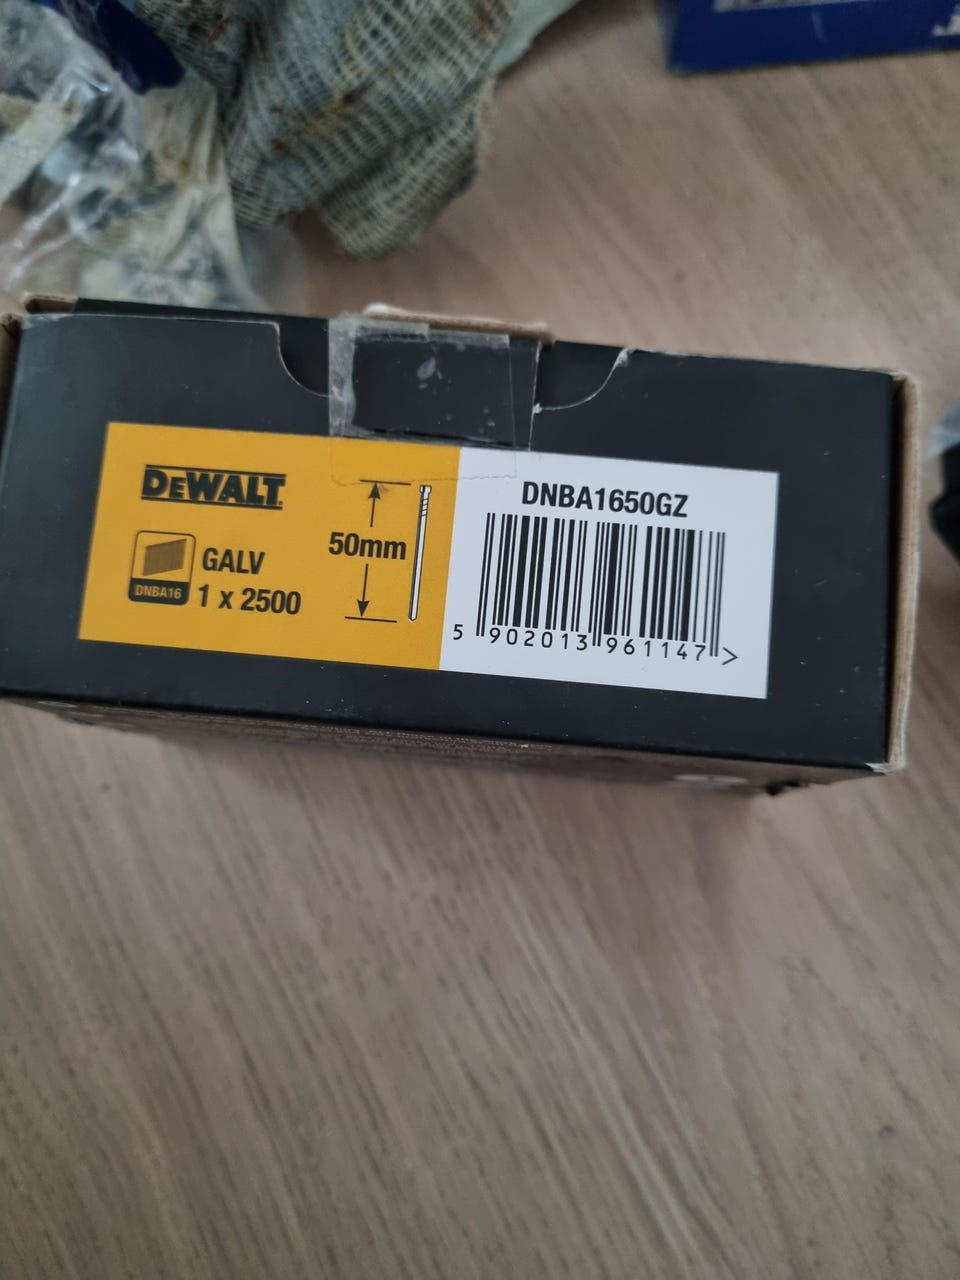 DEWALT
DNBA16
GALV
1 x 2500
50mm
DNBA1650GZ
5 902013 961147 >